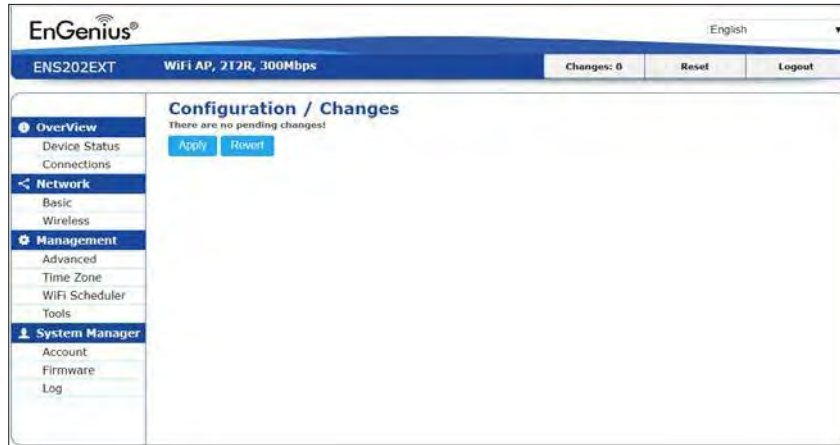 EnGenius®
English
ENS202EXT WiFi AP, 2T2R, 300Mbps Changes: 0 Reset Logout
Configuration / Changes
There are no pending changes!
Apply Revert
OverView
Device Status
Connections
Network
Basic
Wireless
Management
Advanced
Time Zone
WiFi Scheduler
Tools
System Manager
Account
Firmware
Log